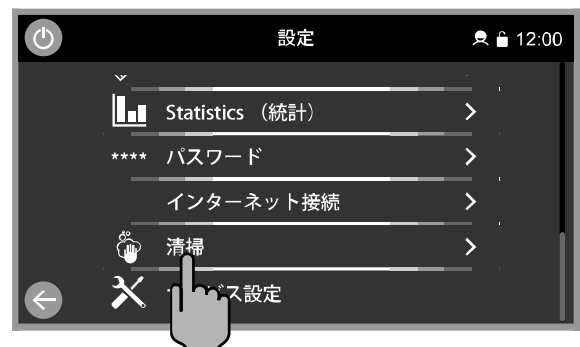 設定
12:00
Statistics （統計）
**** パスワード
インターネット接続
清掃
ス設定